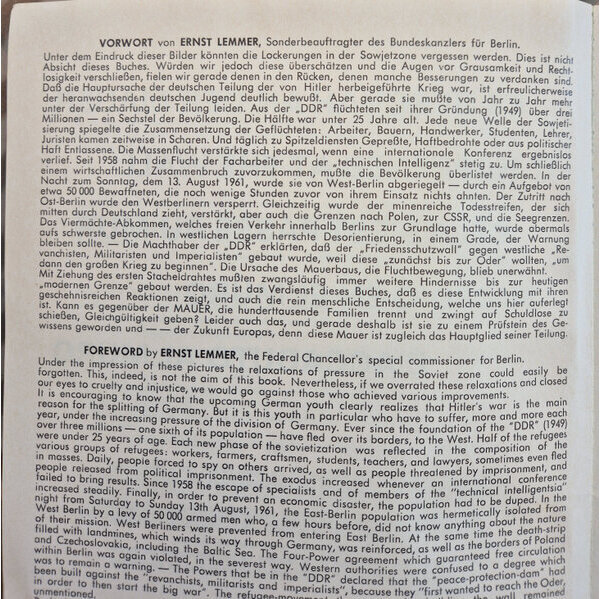 VORWORT von ERNST LEMMER, Sonderbeauftragter des Bundeskanzlers für Berlin.
Unter dem Eindruck dieser Bilder könnten die Lockerungen in der Sowjetzone vergessen werden. Dies ist nicht
Absicht dieses Buches. Würden wir jedoch diese überschätzen und die Augen vor Grausamkeit und Recht-
losigkeit verschließen, fielen wir gerade denen in den Rücken, denen manche Besserungen zu verdanken sind.
Daß die Hauptursache der deutschen Teilung der von Hitler herbeigeführte Krieg war, ist erfreulicherweise
der heranwachsenden deutschen Jugend deutlich bewußt. Aber gerade sie mußte von Jahr zu Jahr mehr
unter der Verschärfung der Teilung leiden. Aus der „DDR" flüchteten seit ihrer Gründung (1949) über drei
Millionen — ein Sechstel der Bevölkerung. Die Hälfte war unter 25 Jahre alt. Jede neue Welle der Sowjeti-
sierung spiegelte die Zusammensetzung der Geflüchteten: Arbeiter, Bauern, Handwerker, Studenten, Lehrer,
Juristen kamen zeitweise in Scharen. Und täglich zu Spitzeldiensten Gepreßte, Haftbedrohte oder aus politischer
Haft Entlassene. Die Massenflucht verstärkte sich jedesmal, wenn eine internationale Konferenz ergebnislos
verlief. Seit 1958 nahm die Flucht der Facharbeiter und der „technischen Intelligenz" stetig zu. Um schließlich
einem wirtschaftlichen Zusammenbruch zuvorzukommen, mußte die Bevölkerung überlistet werden. In der
Nacht zum Sonntag, dem 13. August 1961, wurde sie von West-Berlin abgeriegelt — durch ein Aufgebot von
etwa 50 000 Bewaffneten, die noch wenige Stunden zuvor von ihrem Einsatz nichts ahnten. Der Zutritt nach
Ost-Berlin wurde den Westberlinern versperrt. Gleichzeitig wurde der minenreiche Todesstreifen, der sich
mitten durch Deutschland zieht, verstärkt, aber auch die Grenzen nach Polen, zur CSSR, und die Seegrenzen.
Das Viermächte-Abkommen, welches freien Verkehr innerhalb Berlins zur Grundlage hatte, wurde abermals
aufs schwerste gebrochen. In westlichen Lagern herrschte Desorientierung, in einem Grade, der Warnung
bleiben sollte. — Die Machthaber der „DDR" erklärten, daß der „Friedensschutzwall" gegen westliche „Re-
vanchisten, Militaristen und Imperialisten" gebaut wurde, weil diese „zunächst bis zur Oder" wollten, „um
dann den großen Krieg zu beginnen". Die Ursache des Mauerbaus, die Fluchtbewegung, blieb unerwähnt.
Mit Ziehung des ersten Stacheldrahtes mußten zwangsläufig immer weitere Hindernisse bis zur heutigen
„modernen Grenze" gebaut werden. Es ist das Verdienst dieses Buches, daß es diese Entwicklung mit ihren
geschehnisreichen Reaktionen zeigt, und auch die rein menschliche Entscheidung, welche uns hier auferlegt
ist. Kann es gegenüber der MAUER, die hunderttausende Familien trennt und zwingt auf Schuldlose zu
schießen, Gleichgültigkeit geben? Leider auch das, und gerade deshalb ist sie zu einem Prüfstein des Ge-
wissens geworden und — — der Zukunft Europas, denn diese Mauer ist zugleich das Hauptglied seiner Teilung.
FOREWORD by ERNST LEMMER, the Federal Chancellor's special commissioner for Berlin.
Under the impression of these pictures the relaxations of pressure in the Soviet zone could easily be
forgotten. This, indeed, is not the aim of this book. Nevertheless, if we overrated these relaxations and closed
our eyes to cruelty and injustice, we would go against those who achieved various improvements.
It is encouraging to know that the upcoming German youth clearly realizes that Hitler's war is the main
reason for the splitting of Germany. But it is this youth in particular who have to suffer, more and more each
year, under the increasing pressure of the division of Germany. Ever since the foundation of the "DDR" (1949)
over three millions — one sixth of its population — have fled over its borders, to the West. Half of the refugees
were under 25 years of age. Each new phase of the sovietization was reflected in the composition of the
various groups of refugees: workers, farmers, craftsmen, students, teachers, and lawyers, sometimes even fled
in masses. Daily, people forced to spy on others arrived, as well as people threatened by imprisonment, and
people released from political imprisonment. The exodus increased whenever an international conference
failed to bring results. Since 1958 the escape of specialists and of members of the "technical intelligentsia"
increased steadily. Finally, in order to prevent an economic disaster, the population had to be duped. In the
night from Saturday to Sunday 13th August, 1961, the East-Berlin population was hermetically isolated from
West Berlin by a levy of 50 000 armed men who, a few hours before, did not know anything about the nature
of their mission. West Berliners were prevented from entering East Berlin. At the same time the death-strip
filled with landmines, which winds its way through Germany, was reinforced, as well as the borders of Poland
and Czechoslovakia, including the Baltic Sea. The Four-Power agreement which guaranteed free circulation
within Berlin was again violated, in the severest way. Western authorities were confused to a degree which
was to remain a warning. — The Powers that be in the "DDR" declared that the "peace-protection-dam" had
been built against the "revanchists, militarists and imperialists", because they "first wanted to reach the Oder,
in order to then start the big war". The refugee-movement the wall remained
unmentioned.